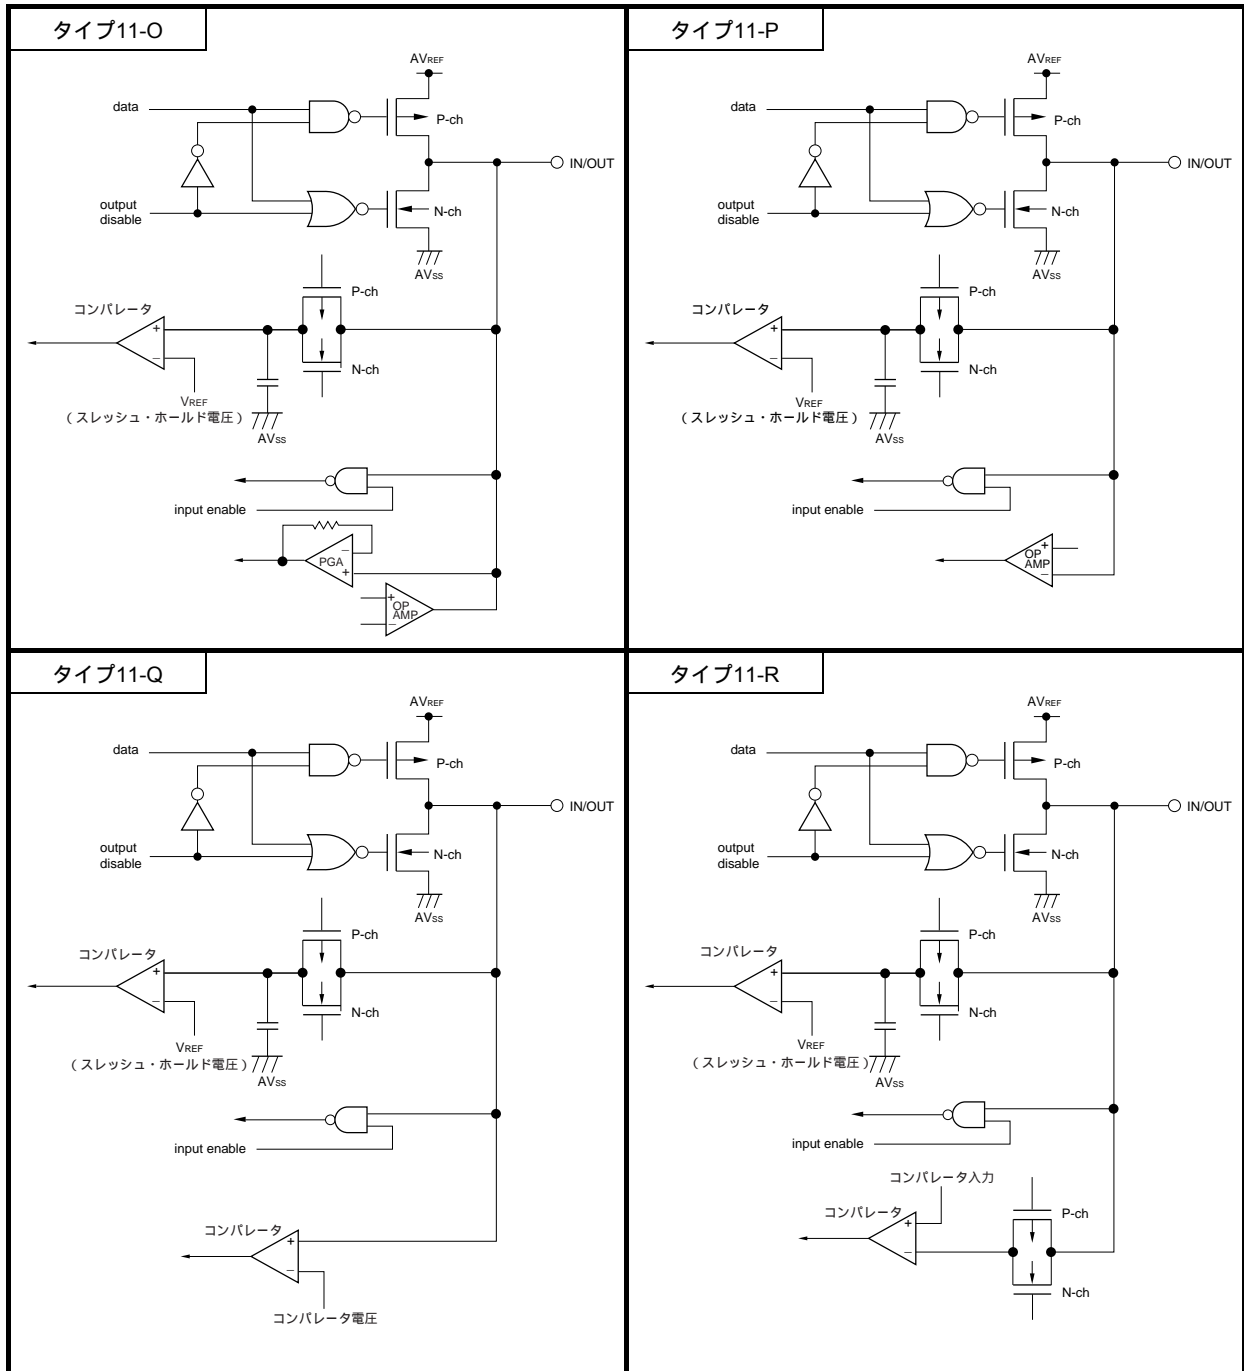 タイプ11-O
AVREF
data
P-ch
IN/OUT
output
disable
N-ch
AVSS
P-ch
コンパレータ
+
−
N-ch
VREF
(スレッシュ・ホールド電圧)
AVSS
input enable
−
PGA
+
+
OP
AMP
−
タイプ11-P
AVREF
data
P-ch
IN/OUT
output
disable
N-ch
AVSS
P-ch
コンパレータ
+
−
N-ch
VREF
(スレッシュ・ホールド電圧)
AVSS
input enable
+
OP
AMP
−
タイプ11-Q
AVREF
data
P-ch
IN/OUT
output
disable
N-ch
AVSS
P-ch
コンパレータ
+
−
N-ch
VREF
(スレッシュ・ホールド電圧)
AVSS
input enable
コンパレータ
+
−
コンパレータ電圧
タイプ11-R
AVREF
data
P-ch
IN/OUT
output
disable
N-ch
AVSS
P-ch
コンパレータ
+
−
N-ch
VREF
(スレッシュ・ホールド電圧)
AVSS
input enable
コンパレータ入力
コンパレータ
+
−
P-ch
N-ch